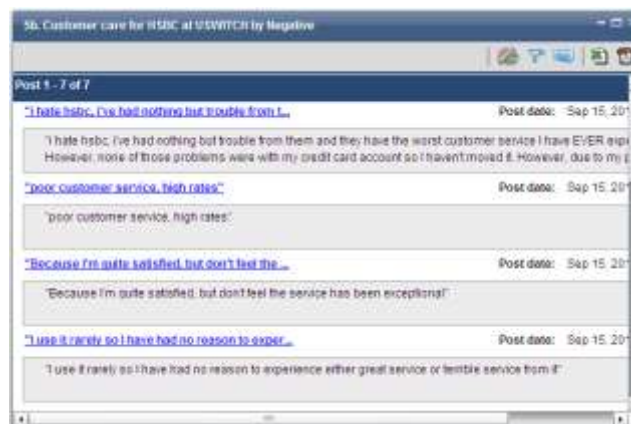 5b. Customer care for HSBC at USWITCH by Negative
Post 1 - 7 of 7
"I hate hsbc, i've had nothing but trouble from t... Post date: Sep 15, 201
"I hate hsbc, i've had nothing but trouble from them and they have the worst customer service I have EVER expe
However, none of those problems were with my credit card account so I haven't moved it. However, due to my p
"poor customer service, high rates" Post date: Sep 15, 201
"poor customer service, high rates"
"Because I'm quite satisfied, but don't feel the ... Post date: Sep 15, 201
"Because I'm quite satisfied, but don't feel the service has been exceptional"
"I use it rarely so I have had no reason to exper... Post date: Sep 15, 201
"I use it rarely so I have had no reason to experience either great service or terrible service from it"